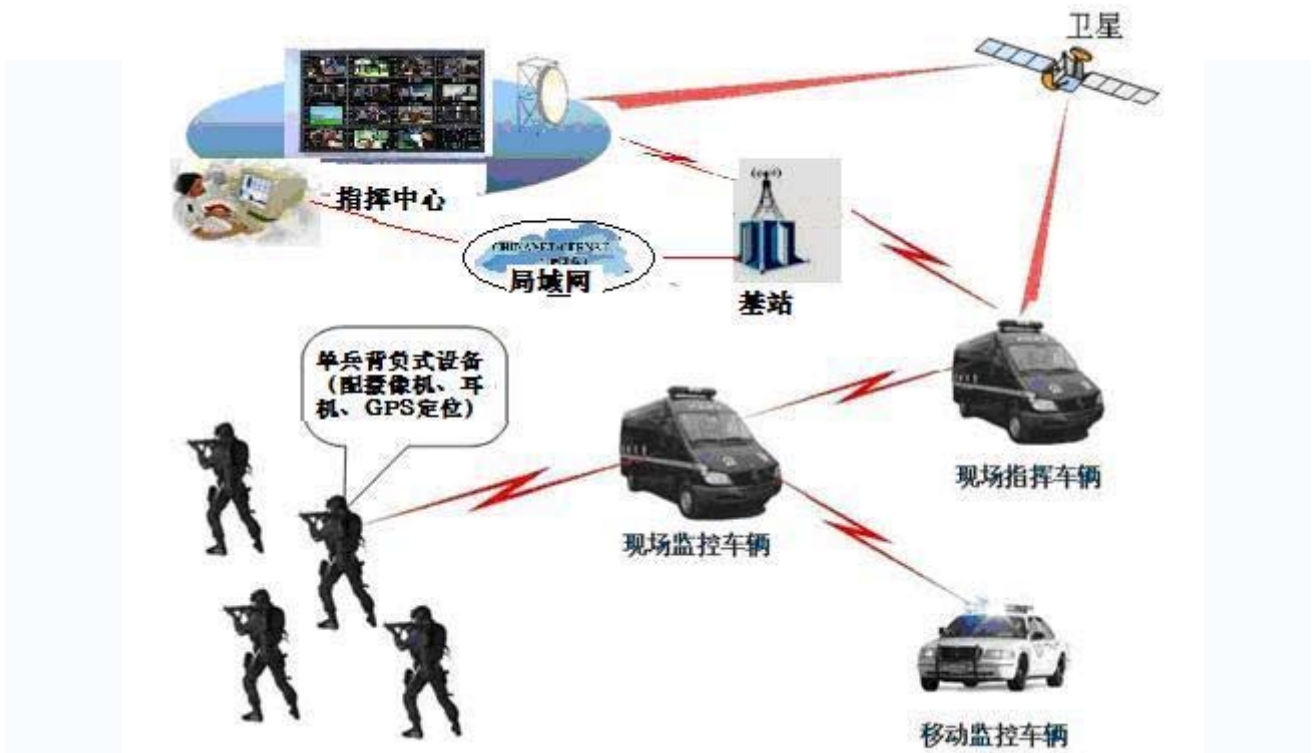 卫星
指挥中心
局域网
基站
单兵背负式设备
（配摄像机、耳
机、GPS定位）
现场指挥车辆
现场监控车辆
移动监控车辆